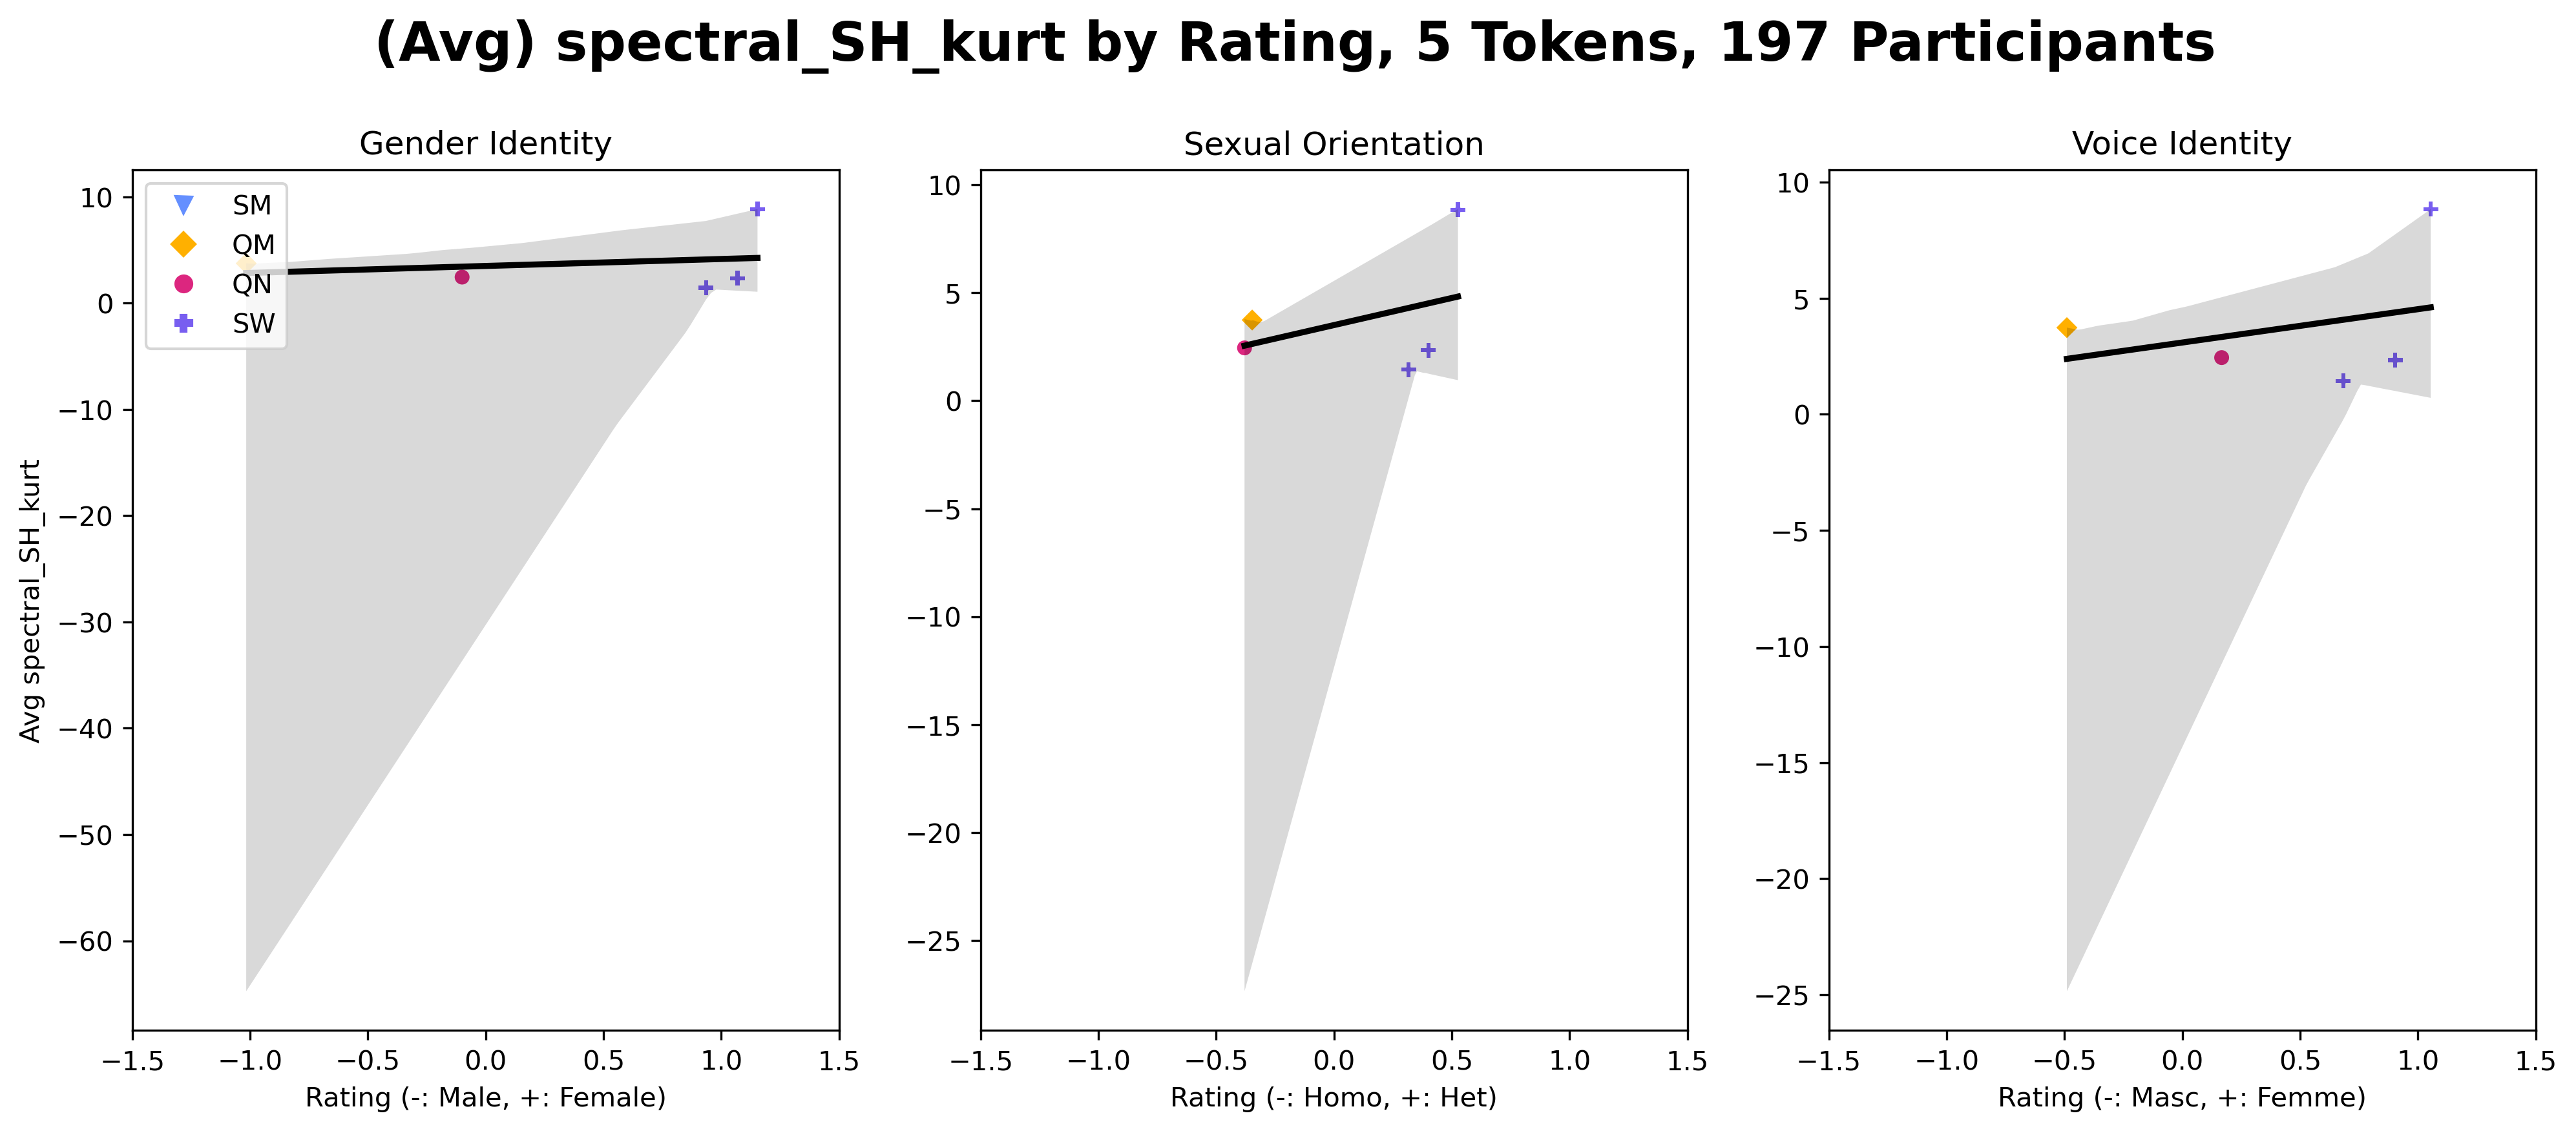 (Avg) spectral_SH_kurt by Rating, 5 Tokens, 197 Participants
Gender Identity
SM
QM
QN
SW
10
0
−10
−20
−30
−40
−50
−60
Avg spectral_SH_kurt
−1.5 −1.0 −0.5 0.0 0.5 1.0 1.5
Rating (-: Male, +: Female)
Sexual Orientation
10
5
0
−5
−10
−15
−20
−25
−1.5 −1.0 −0.5 0.0 0.5 1.0 1.5
Rating (-: Homo, +: Het)
Voice Identity
10
5
0
−5
−10
−15
−20
−25
−1.5 −1.0 −0.5 0.0 0.5 1.0 1.5
Rating (-: Masc, +: Femme)